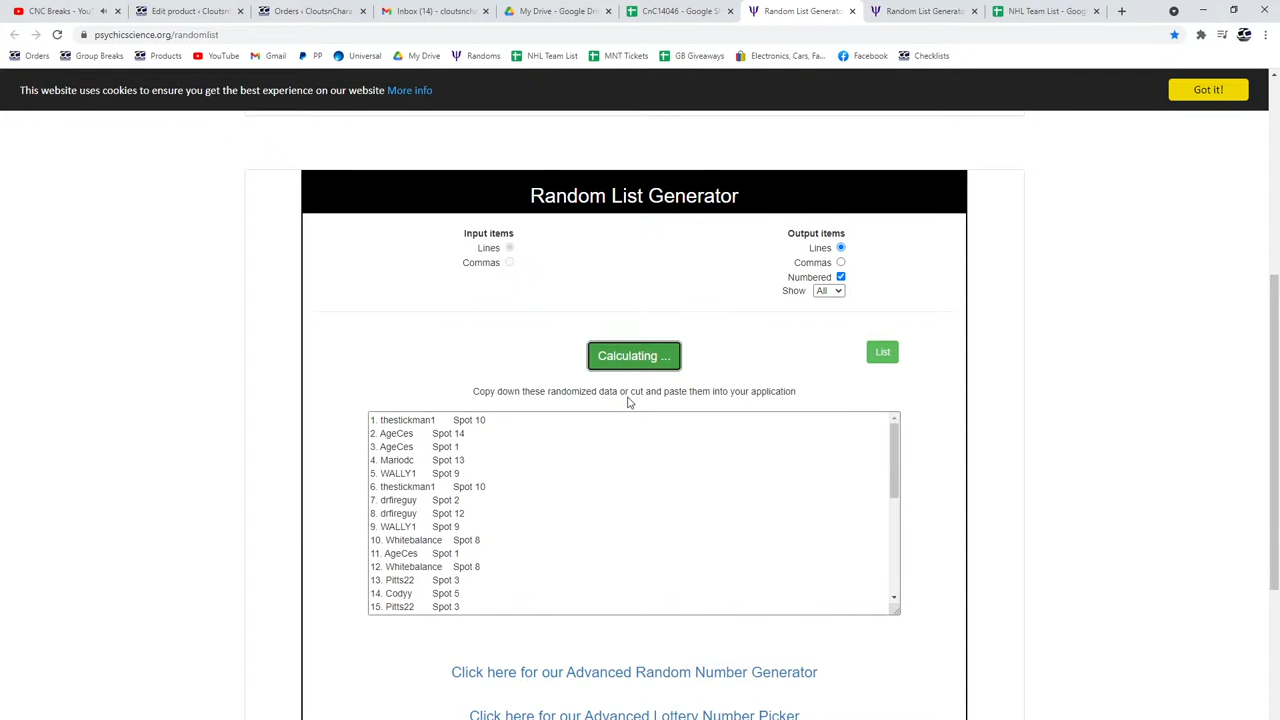 CNC Breaks - You
Edit product < Cloutsn
Orders < CloutsnChara
Inbox (14) - cloutsnch
My Drive - Google Dri
CnC14046 - Google S
Random List Generato
Random List Generat
NHL Team List - Goog
psychicscience.org/randomlist
Orders
Group Breaks
Products
YouTube
Gmail
PP
Universal
My Drive
Randoms
NHL Team List
MNT Tickets
GB Giveaways
Electronics, Cars, Fa...
Facebook
Checklists
This website uses cookies to ensure you get the best experience on our website More info
Got it!
Random List Generator
Input items
Lines
Commas
Output items
Lines
Commas
Numbered
Show All
Calculating ...
List
Copy down these randomized data or cut and paste them into your application
1. thestickman1 Spot 10
2. AgeCes Spot 14
3. AgeCes Spot 1
4. Mariodc Spot 13
5. WALLY1 Spot 9
6. thestickman1 Spot 10
7. drfireguy Spot 2
8. drfireguy Spot 12
9. WALLY1 Spot 9
10. Whitebalance Spot 8
11. AgeCes Spot 1
12. Whitebalance Spot 8
13. Pitts22 Spot 3
14. Codyy Spot 5
15. Pitts22 Spot 3
Click here for our Advanced Random Number Generator
Click here for our Advanced Lottery Number Picker